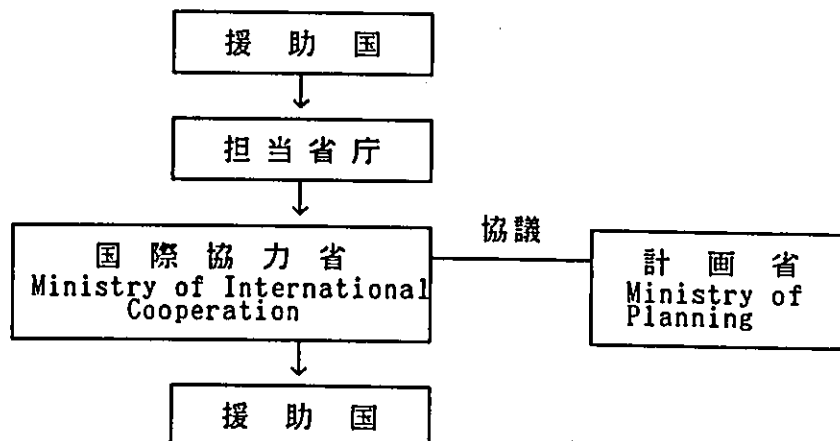 援助国
担当省庁
国際協力省
Ministry of International
Cooperation
協議
計画省
Ministry of
Planning
援助国